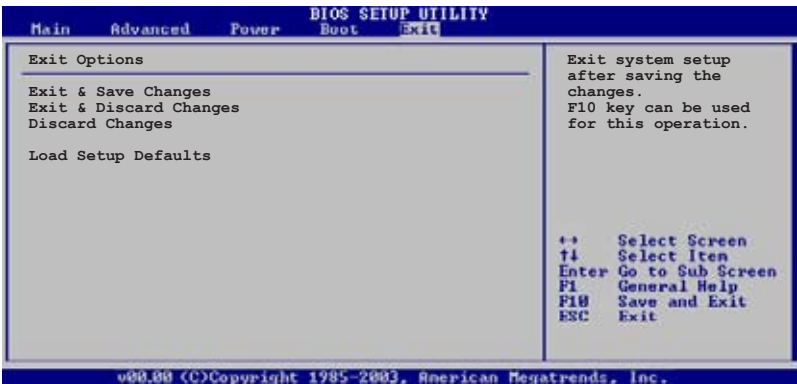 BIOS SETUP UTILITY
Main Advanced Power Boot Exit
Exit Options
Exit & Save Changes
Exit & Discard Changes
Discard Changes
Load Setup Defaults
Exit system setup
after saving the
changes.
F10 key can be used
for this operation.
←→ Select Screen
↑↓ Select Item
Enter Go to Sub Screen
F1 General Help
F10 Save and Exit
ESC Exit
v00.00 (C)Copyright 1985-2003, American Megatrends, Inc.